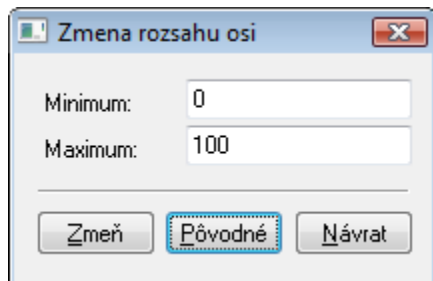 Zmena rozsahu osi
Minimum: 0
Maximum: 100
Zmeň Pôvodné Návrat